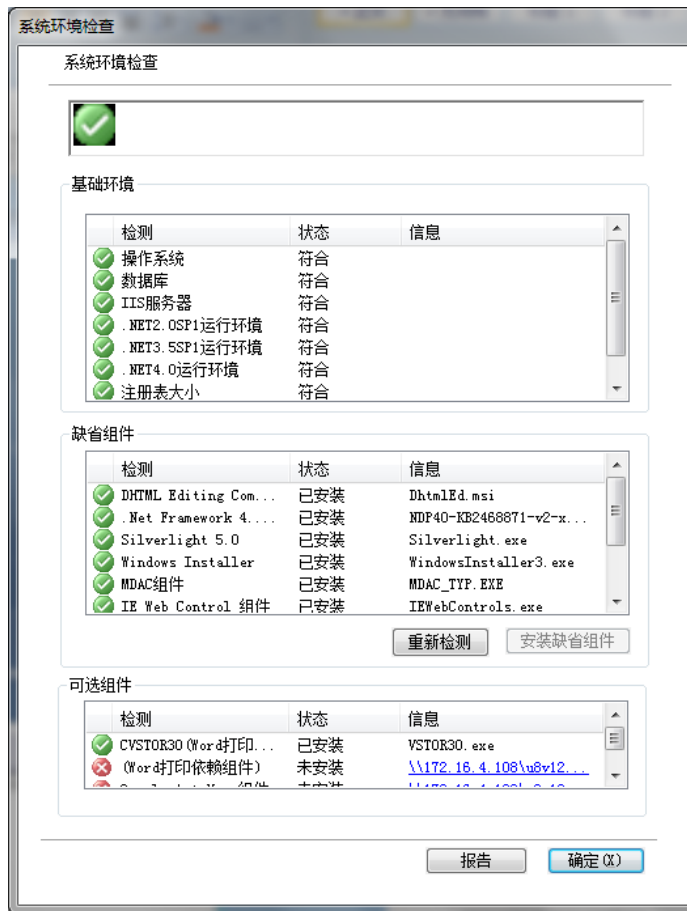 系统环境检查
系统环境检查
基础环境
检测 状态 信息
操作系统 符合
数据库 符合
IIS服务器 符合
.NET2.0SP1运行环境 符合
.NET3.5SP1运行环境 符合
.NET4.0运行环境 符合
注册表大小 符合
缺省组件
检测 状态 信息
DHTML Editing Com... 已安装 DhtmlEd.msi
.Net Framework 4.... 已安装 NDP40-KB2468871-v2-x...
Silverlight 5.0 已安装 Silverlight.exe
Windows Installer 已安装 WindowsInstaller3.exe
MDAC组件 已安装 MDAC_TYP.EXE
IE Web Control 组件 已安装 IEWebControls.exe
重新检测 安装缺省组件
可选组件
检测 状态 信息
CVSTOR30(Word打印... 已安装 VSTOR30.exe
(Word打印依赖组件) 未安装 \\172.16.4.108\u8v12...
报告 确定(X)